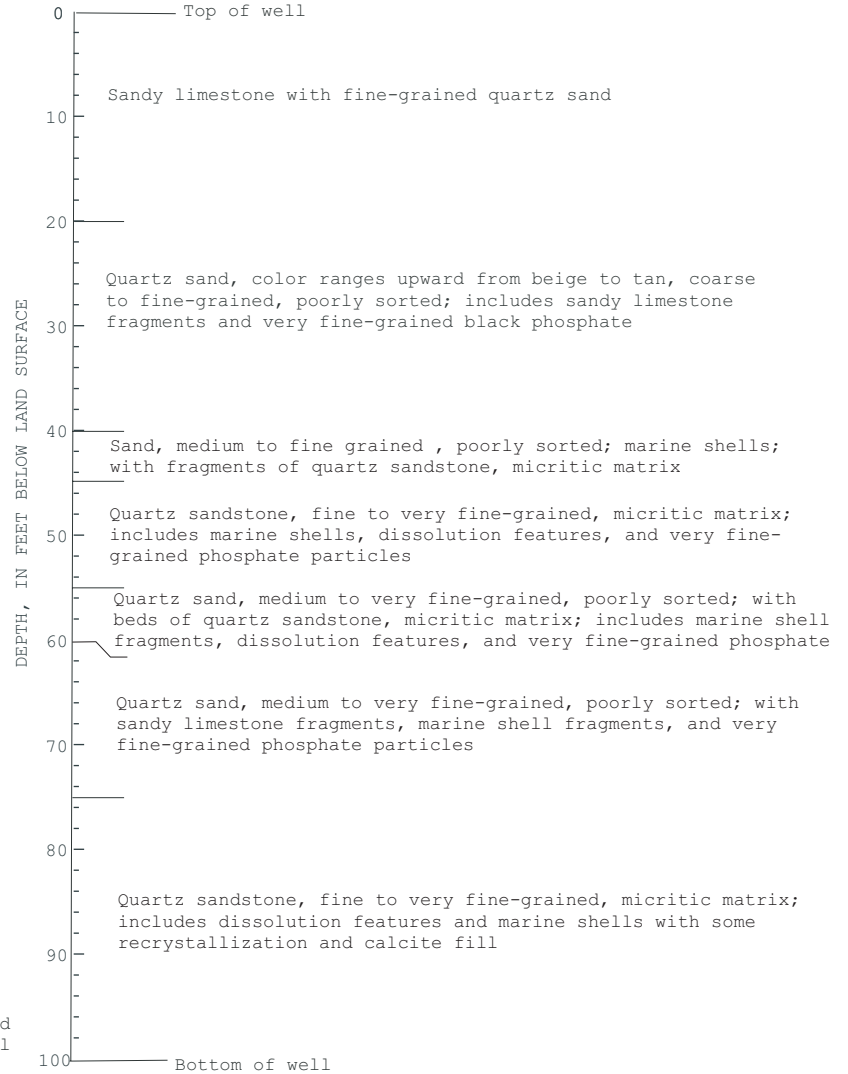 0
Top of well
Sandy limestone with fine-grained quartz sand
10
20
Quartz sand, color ranges upward from beige to tan, coarse
to fine-grained, poorly sorted; includes sandy limestone
fragments and very fine-grained black phosphate
30
DEPTH, IN FEET BELOW LAND SURFACE
40
Sand, medium to fine grained , poorly sorted; marine shells;
with fragments of quartz sandstone, micritic matrix
Quartz sandstone, fine to very fine-grained, micritic matrix;
50
includes marine shells, dissolution features, and very fine-
grained phosphate particles
Quartz sand, medium to very fine-grained, poorly sorted; with
beds of quartz sandstone, micritic matrix; includes marine shell
60
fragments, dissolution features, and very fine-grained phosphate
Quartz sand, medium to very fine-grained, poorly sorted; with
sandy limestone fragments, marine shell fragments, and very
70
fine-grained phosphate particles
80
Quartz sandstone, fine to very fine-grained, micritic matrix;
includes dissolution features and marine shells with some
recrystallization and calcite fill
90
d
l
100
Bottom of well